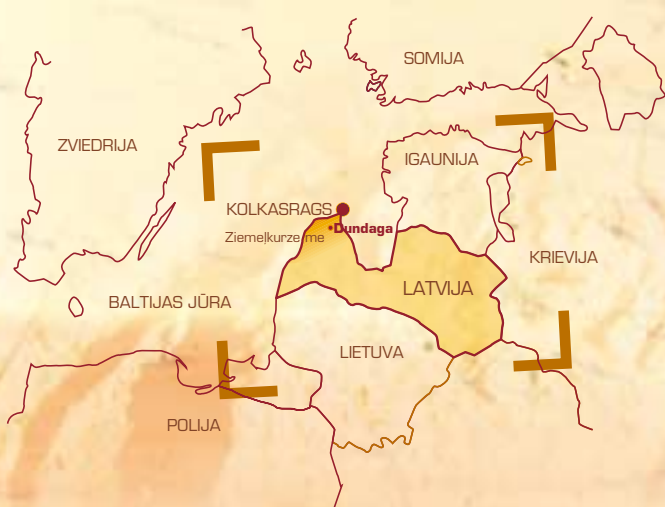 SOMIJA
ZVIEDRIJA
IGAUNIJA
KOLKASRAGS
Dundaga
Ziemeļkurzeme
KRIEVIJA
LATVIJA
BALTIJAS JŪRA
LIETUVA
POLIJA